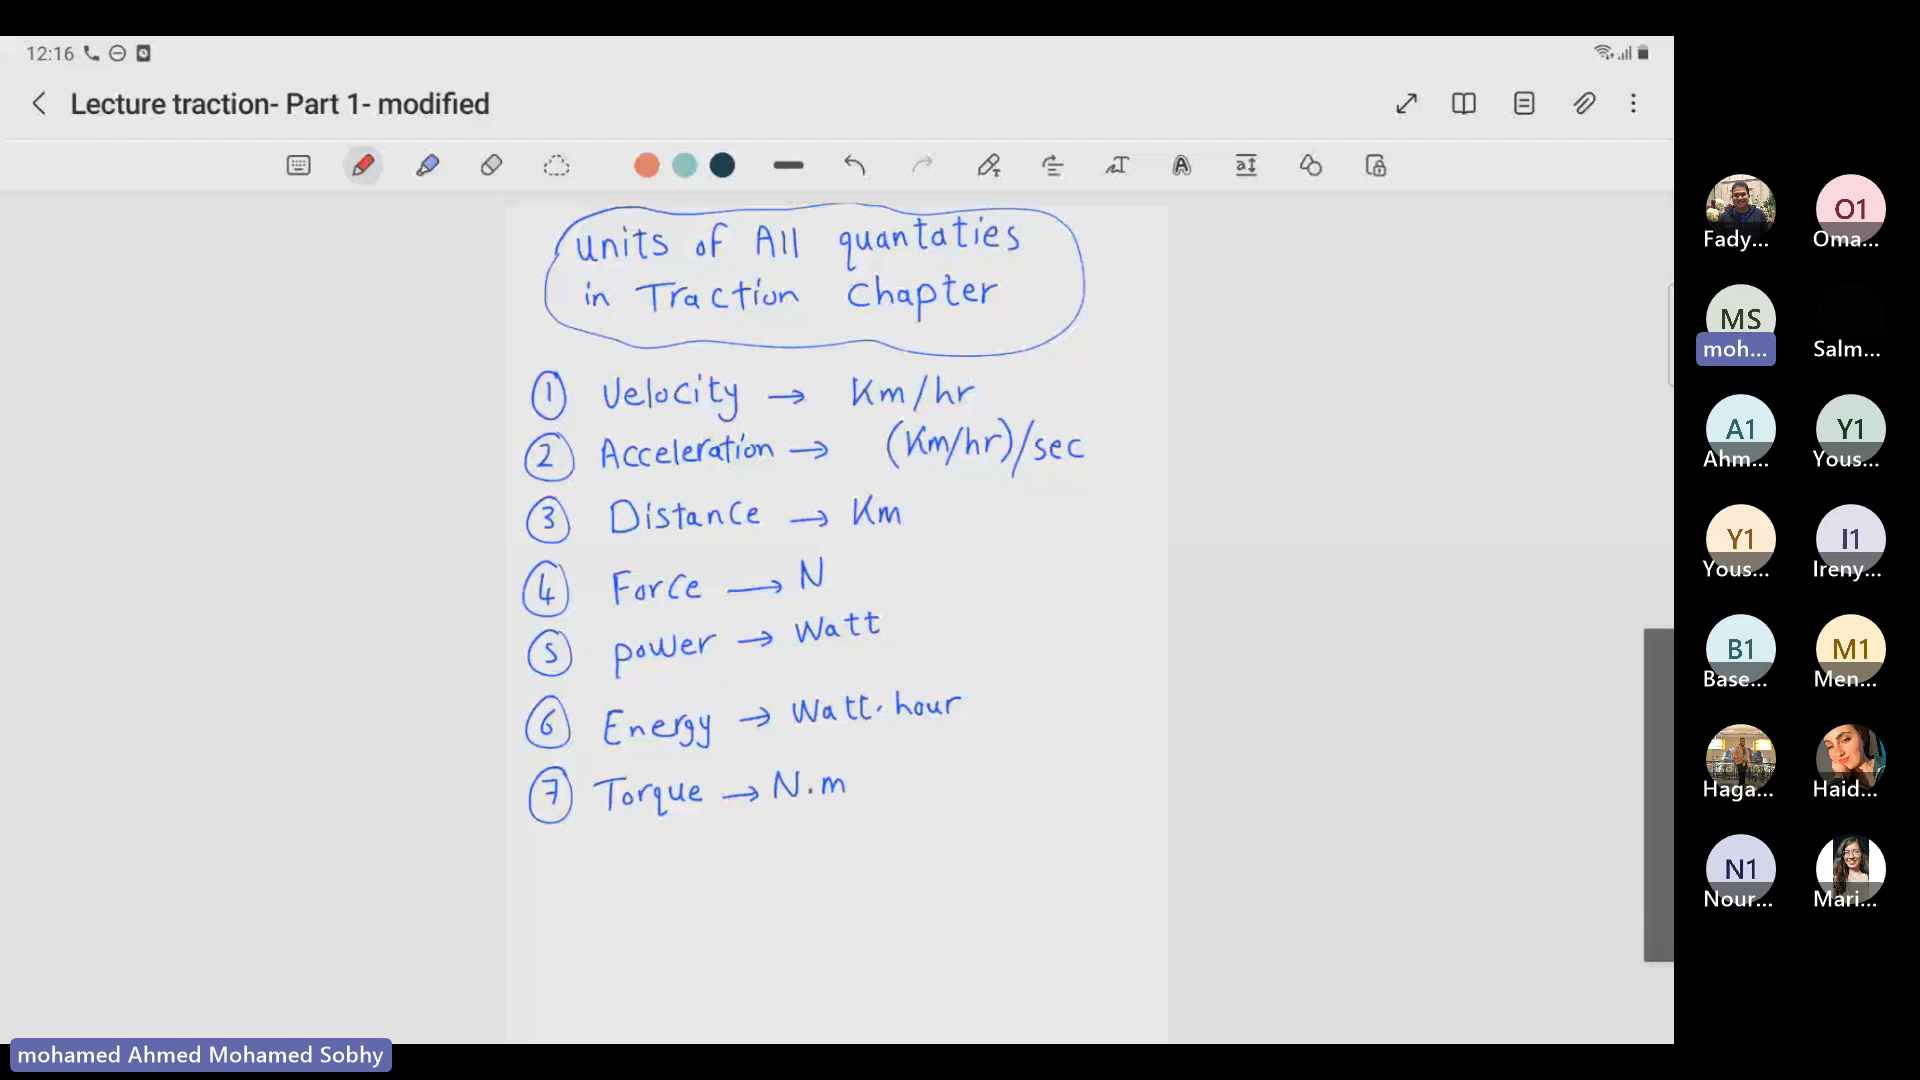 12:16
Lecture traction- Part 1- modified
units of All quantaties
in Traction Chapter
1 Velocity → Km/hr
2 Acceleration → (Km/hr)/sec
3 Distance → Km
4 Force → N
5 power → Watt
6 Energy → Watt.hour
7 Torque → N.m
Fady...
O1
Oma...
MS
moh...
Salm...
A1
Ahm...
Y1
Yous...
Y1
Yous...
I1
Ireny...
B1
Base...
M1
Men...
Haga...
Haid...
N1
Nour...
Mari...
mohamed Ahmed Mohamed Sobhy